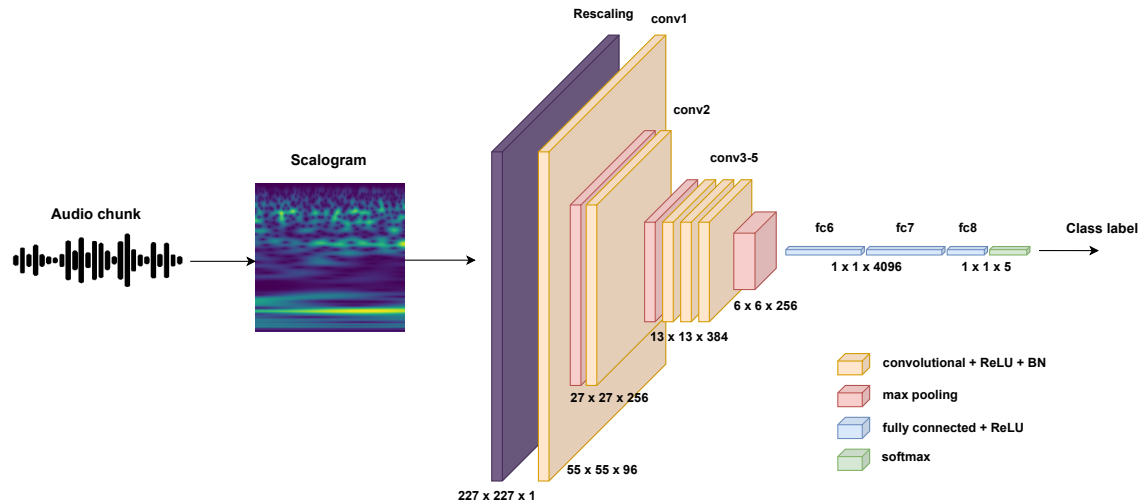 Rescaling
conv1
conv2
conv3-5
Scalogram
Audio chunk
fc6
fc7
fc8
Class label
1 x 1 x 4096
1 x 1 x 5
6 x 6 x 256
13 x 13 x 384
27 x 27 x 256
55 x 55 x 96
227 x 227 x 1
convolutional + ReLU + BN
max pooling
fully connected + ReLU
softmax